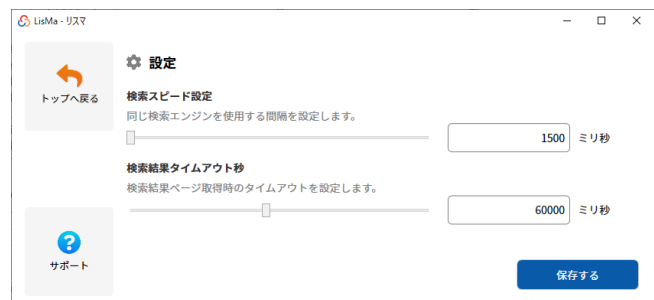 LisMa - リスマ
トップへ戻る
設定
検索スピード設定
同じ検索エンジンを使用する間隔を設定します。
1500 ミリ秒
検索結果タイムアウト秒
検索結果ページ取得時のタイムアウトを設定します。
60000 ミリ秒
サポート
保存する